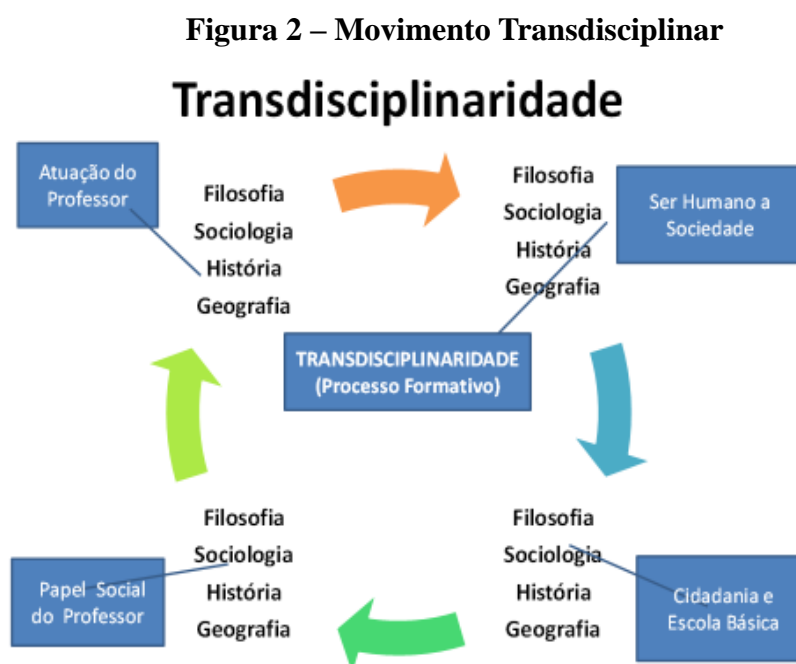 Figura 2 – Movimento Transdisciplinar
Transdisciplinaridade
Atuação do
Professor
Filosofia
Sociologia
História
Geografia
Filosofia
Sociologia
História
Geografia
Ser Humano a
Sociedade
TRANSDISCIPLINARIDADE
(Processo Formativo)
Papel Social
do Professor
Filosofia
Sociologia
História
Geografia
Filosofia
Sociologia
História
Geografia
Cidadania e
Escola Básica